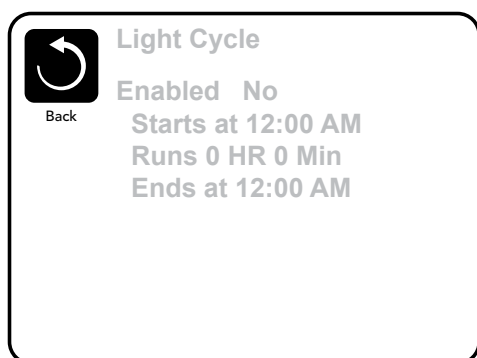 Light Cycle
Enabled No
Starts at 12:00 AM
Runs 0 HR 0 Min
Ends at 12:00 AM
Back